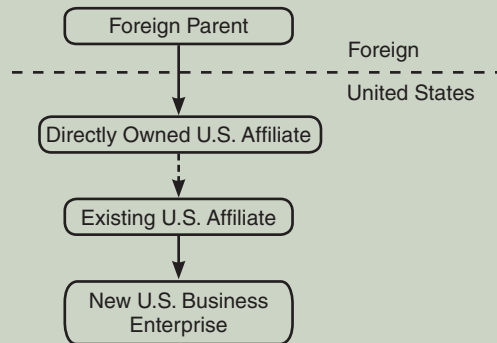 Foreign Parent
Foreign
United States
Directly Owned U.S. Affiliate
Existing U.S. Affiliate
New U.S. Business
Enterprise